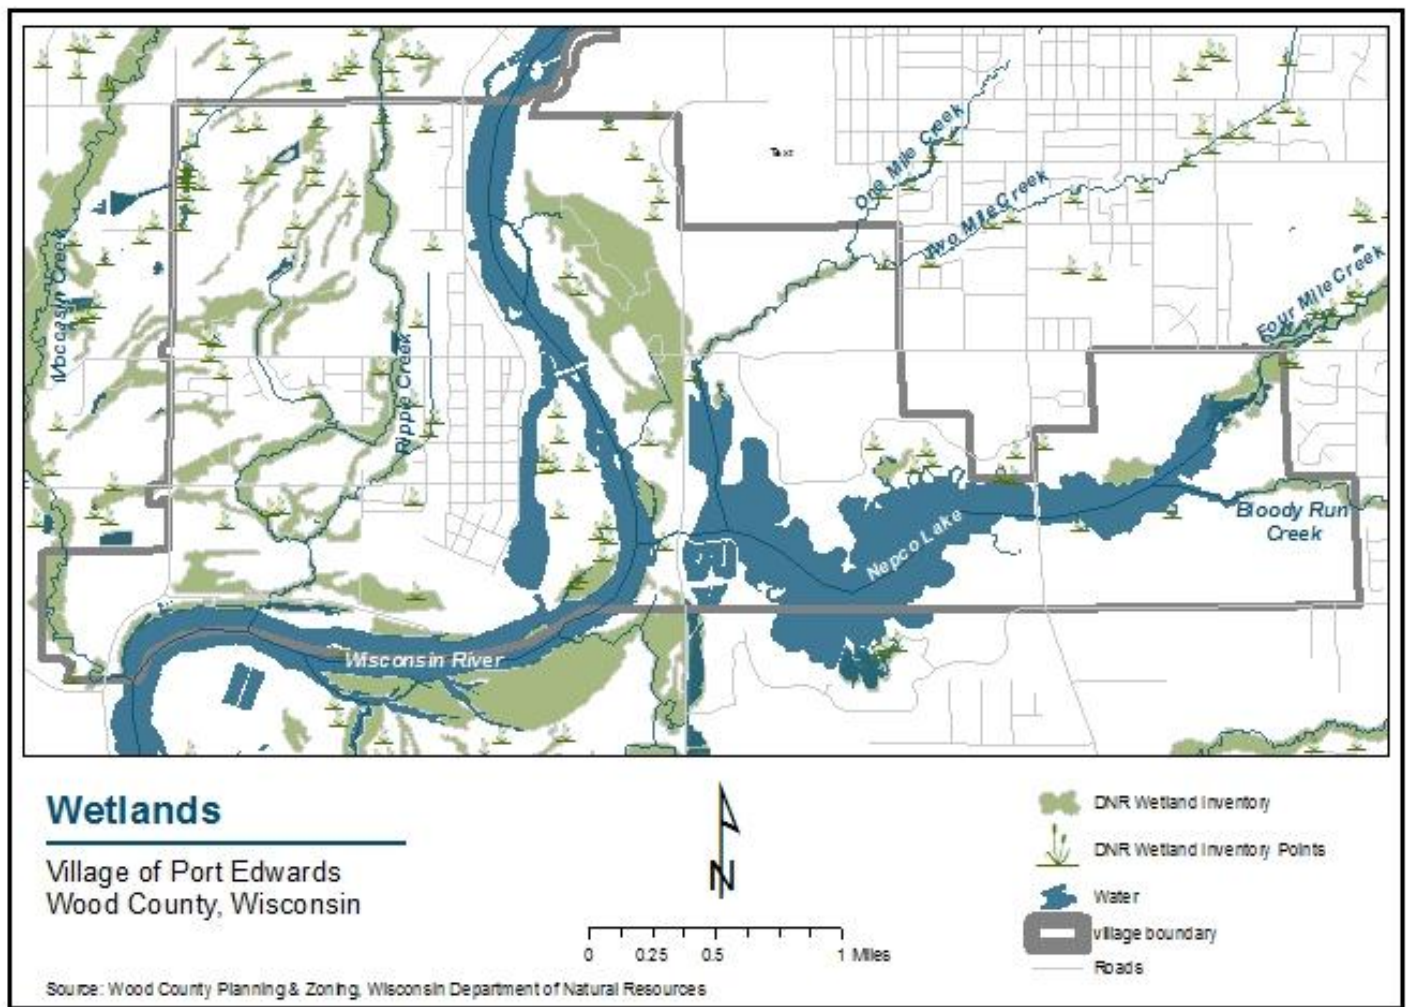 Text
One Mile Creek
Two Mile Creek
Four Mile Creek
Moccasin Creek
Ripple Creek
Nepco Lake
Bloody Run
Creek
Wisconsin River
Wetlands
Village of Port Edwards
Wood County, Wisconsin
N
0 0.25 0.5 1 Miles
DNR Wetland Inventory
DNR Wetland Inventory Points
Water
village boundary
Roads
Source: Wood County Planning & Zoning, Wisconsin Department of Natural Resources